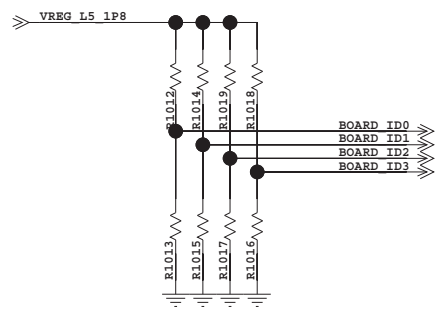 VREG_L5_1P8
R1012
R1014
R1019
R1018
BOARD_ID0
BOARD_ID1
BOARD_ID2
BOARD_ID3
R1013
R1015
R1017
R1016